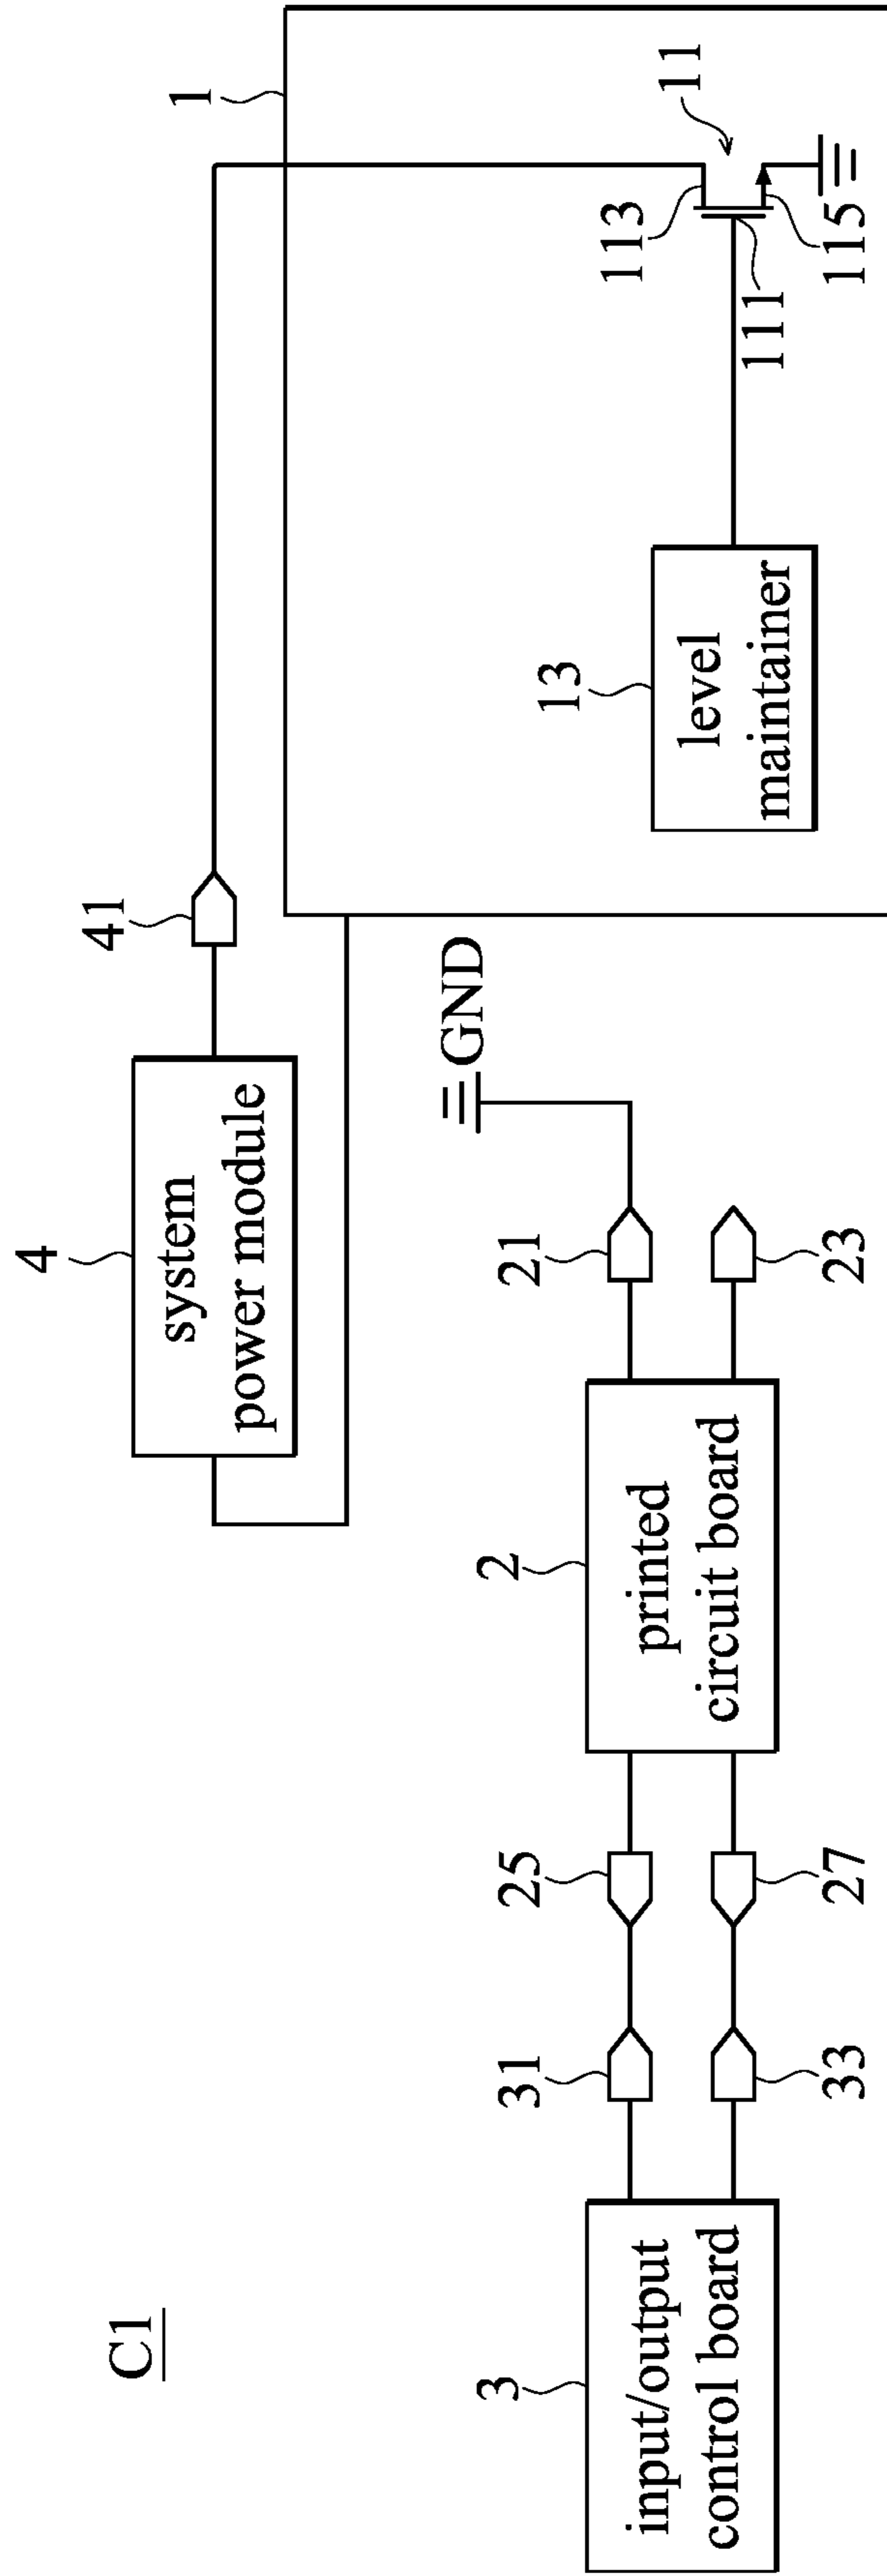 C1
4
system
power module
41
1
GND
3
input/output
control board
31
33
25
27
2
printed
circuit board
21
23
13
level
maintainer
11
113
111
115